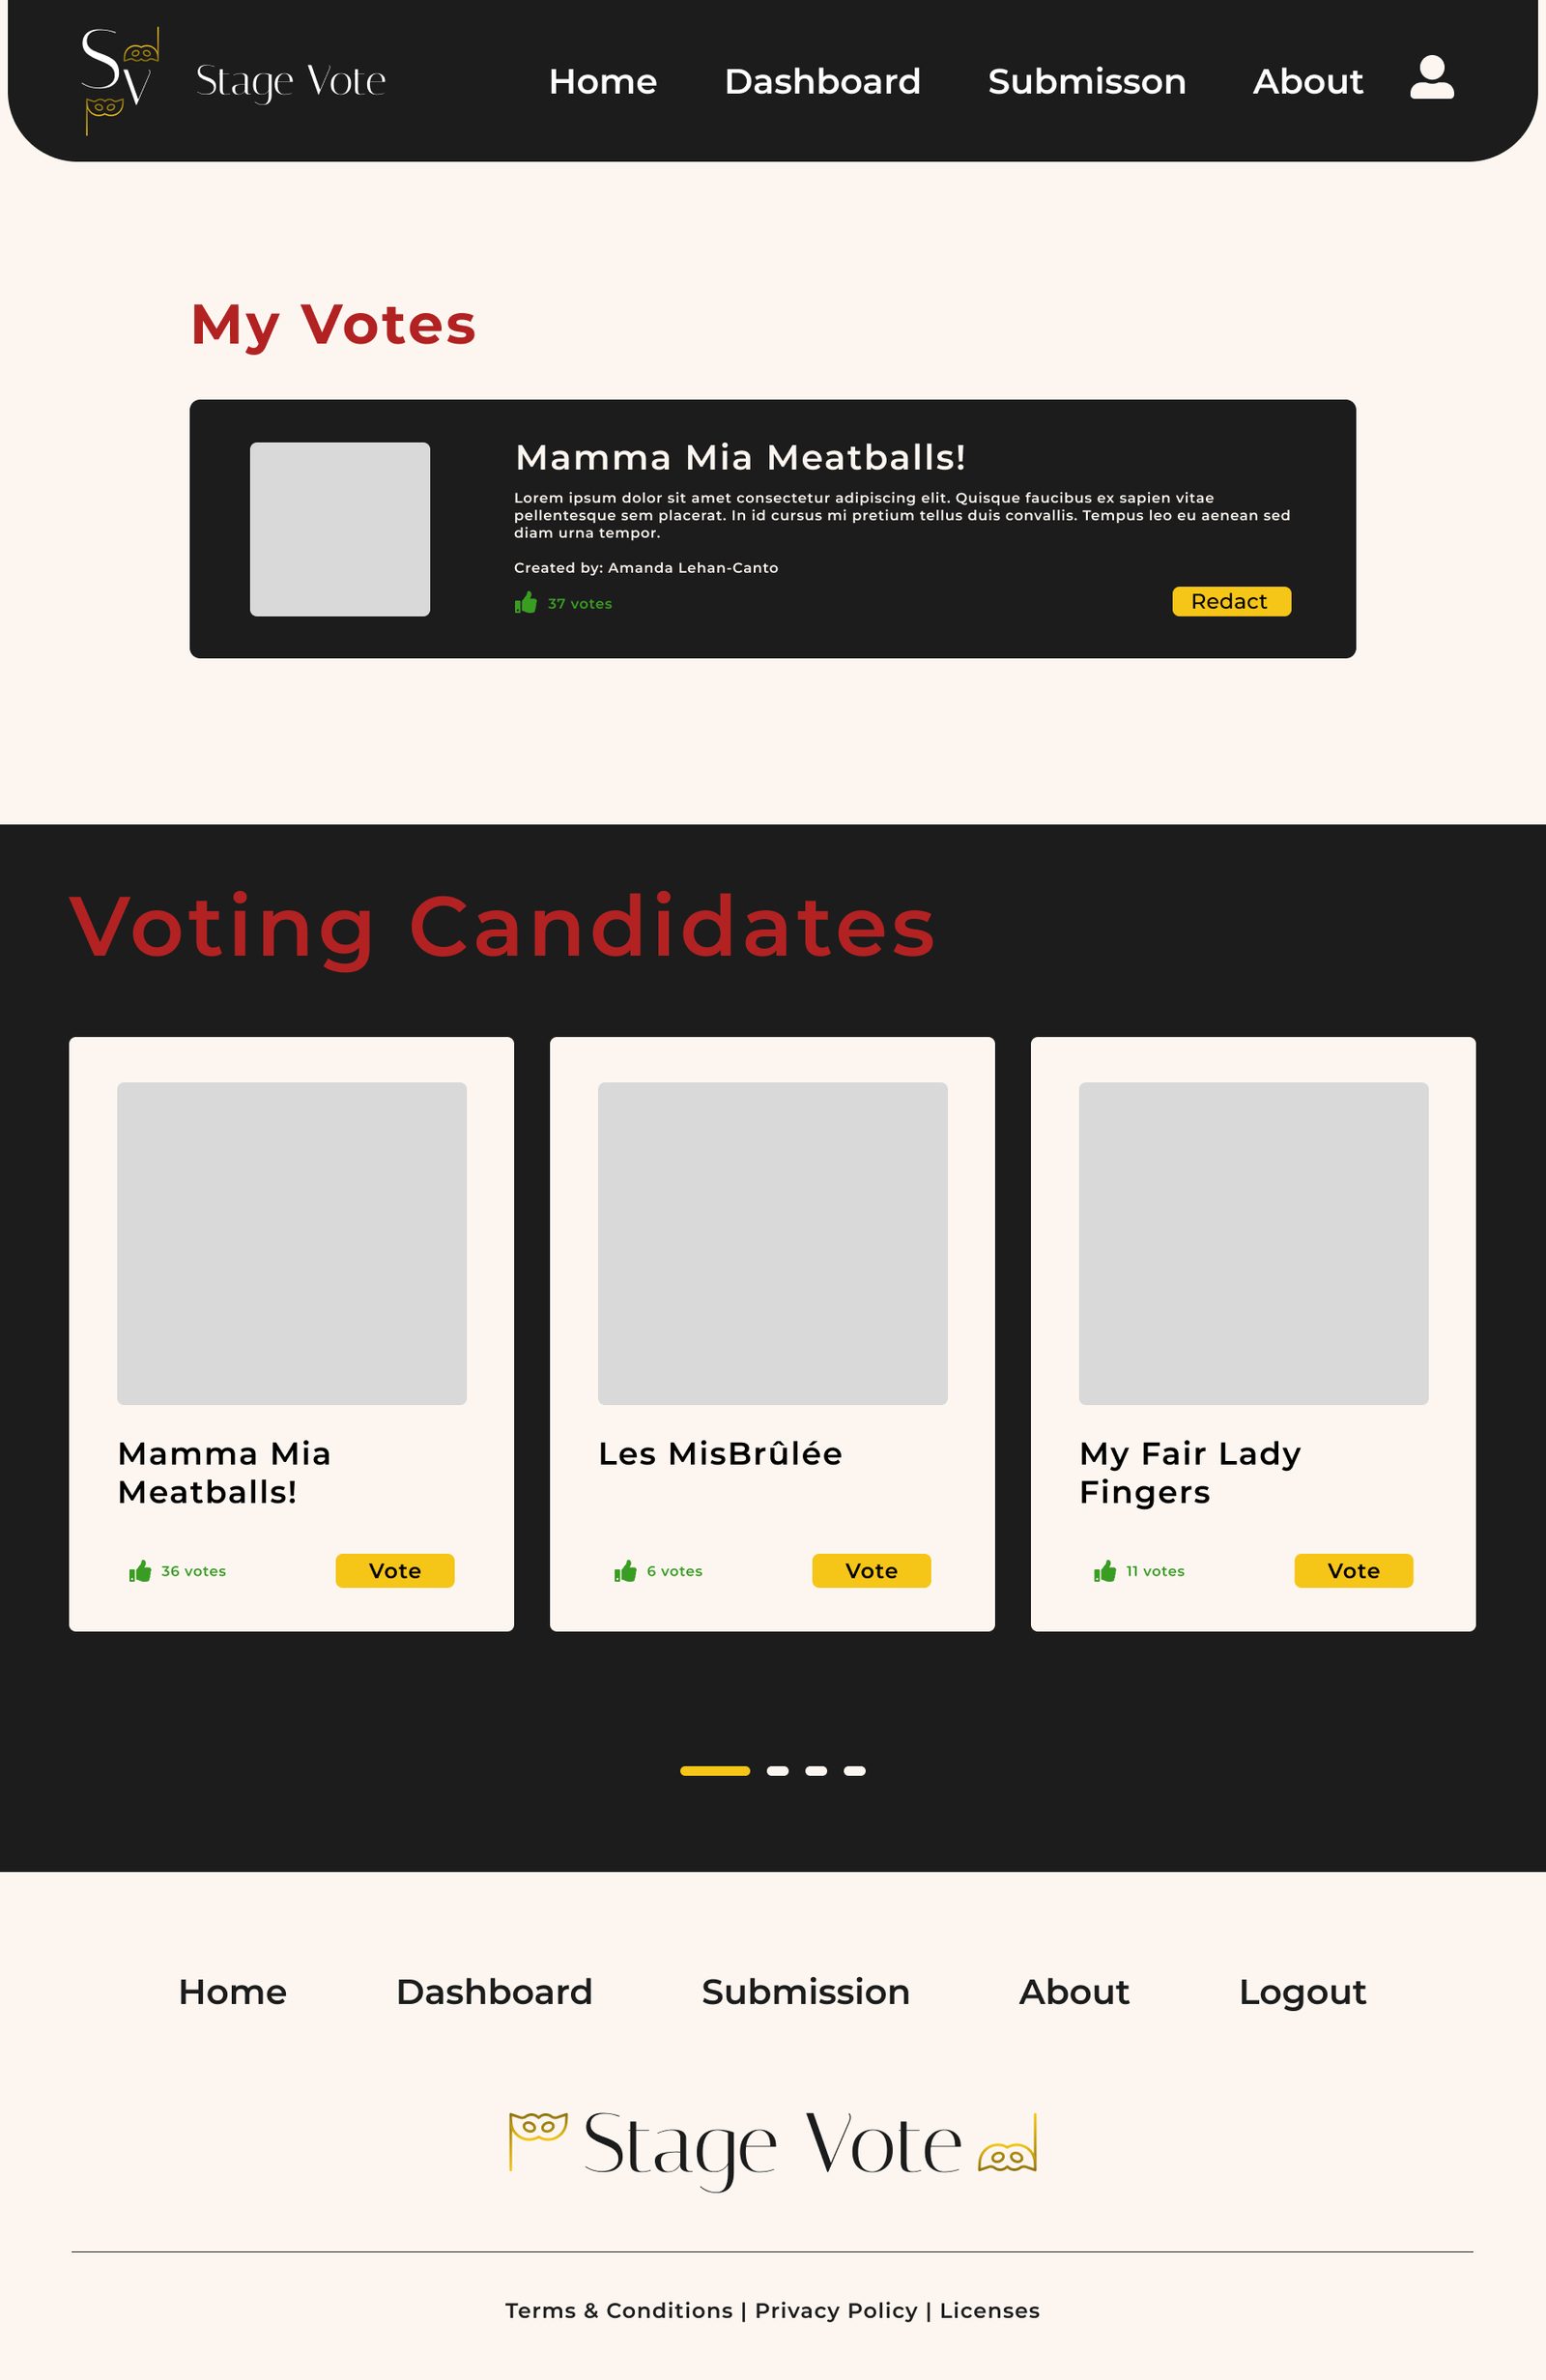 SV Stage Vote Home Dashboard Submisson About
My Votes
Mamma Mia Meatballs!
Lorem ipsum dolor sit amet consectetur adipiscing elit. Quisque faucibus ex sapien vitae
pellentesque sem placerat. In id cursus mi pretium tellus duis convallis. Tempus leo eu aenean sed
diam urna tempor.
Created by: Amanda Lehan-Canto
37 votes Redact
Voting Candidates
Mamma Mia
Meatballs!
36 votes Vote
Les MisBrûlée
6 votes Vote
My Fair Lady
Fingers
11 votes Vote
Home Dashboard Submission About Logout
Stage Vote
Terms & Conditions | Privacy Policy | Licenses